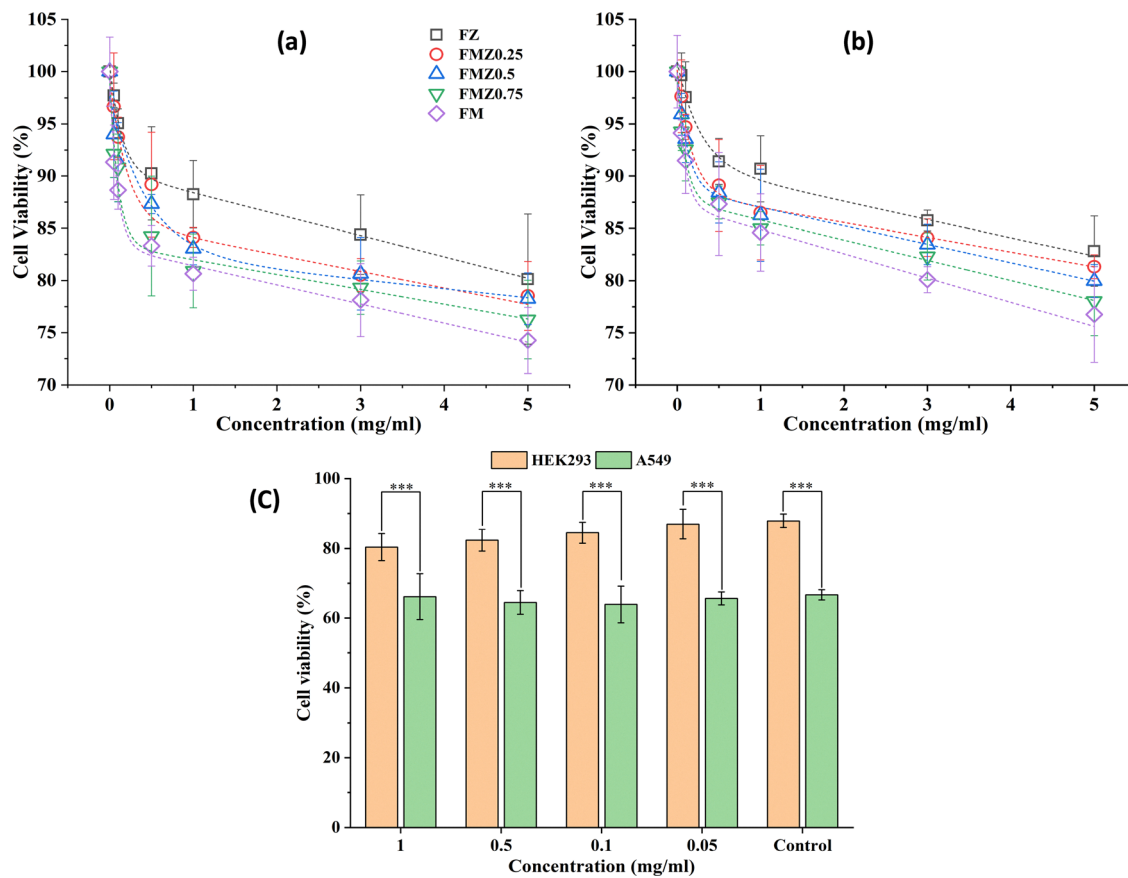 (a)
FZ
FMZ0.25
FMZ0.5
FMZ0.75
FM
105
100
95
90
85
80
75
70
Cell Viability (%)
0 1 2 3 4 5
Concentration (mg/ml)
(b)
105
100
95
90
85
80
75
70
Cell Viability (%)
0 1 2 3 4 5
Concentration (mg/ml)
(C)
HEK293 A549
100
80
60
40
20
0
Cell viability (%)
*** *** *** *** ***
1 0.5 0.1 0.05 Control
Concentration (mg/ml)